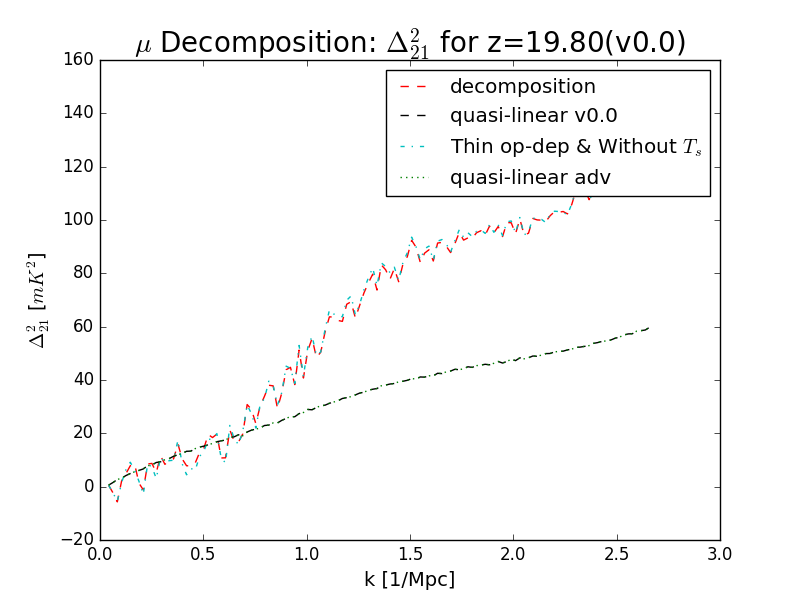 μ Decomposition: Δ²₂₁ for z=19.80(v0.0)
160
140
120
100
80
60
40
20
0
−20
Δ²₂₁ [mK²]
decomposition
quasi-linear v0.0
Thin op-dep & Without Tₛ
quasi-linear adv
0.0 0.5 1.0 1.5 2.0 2.5 3.0
k [1/Mpc]